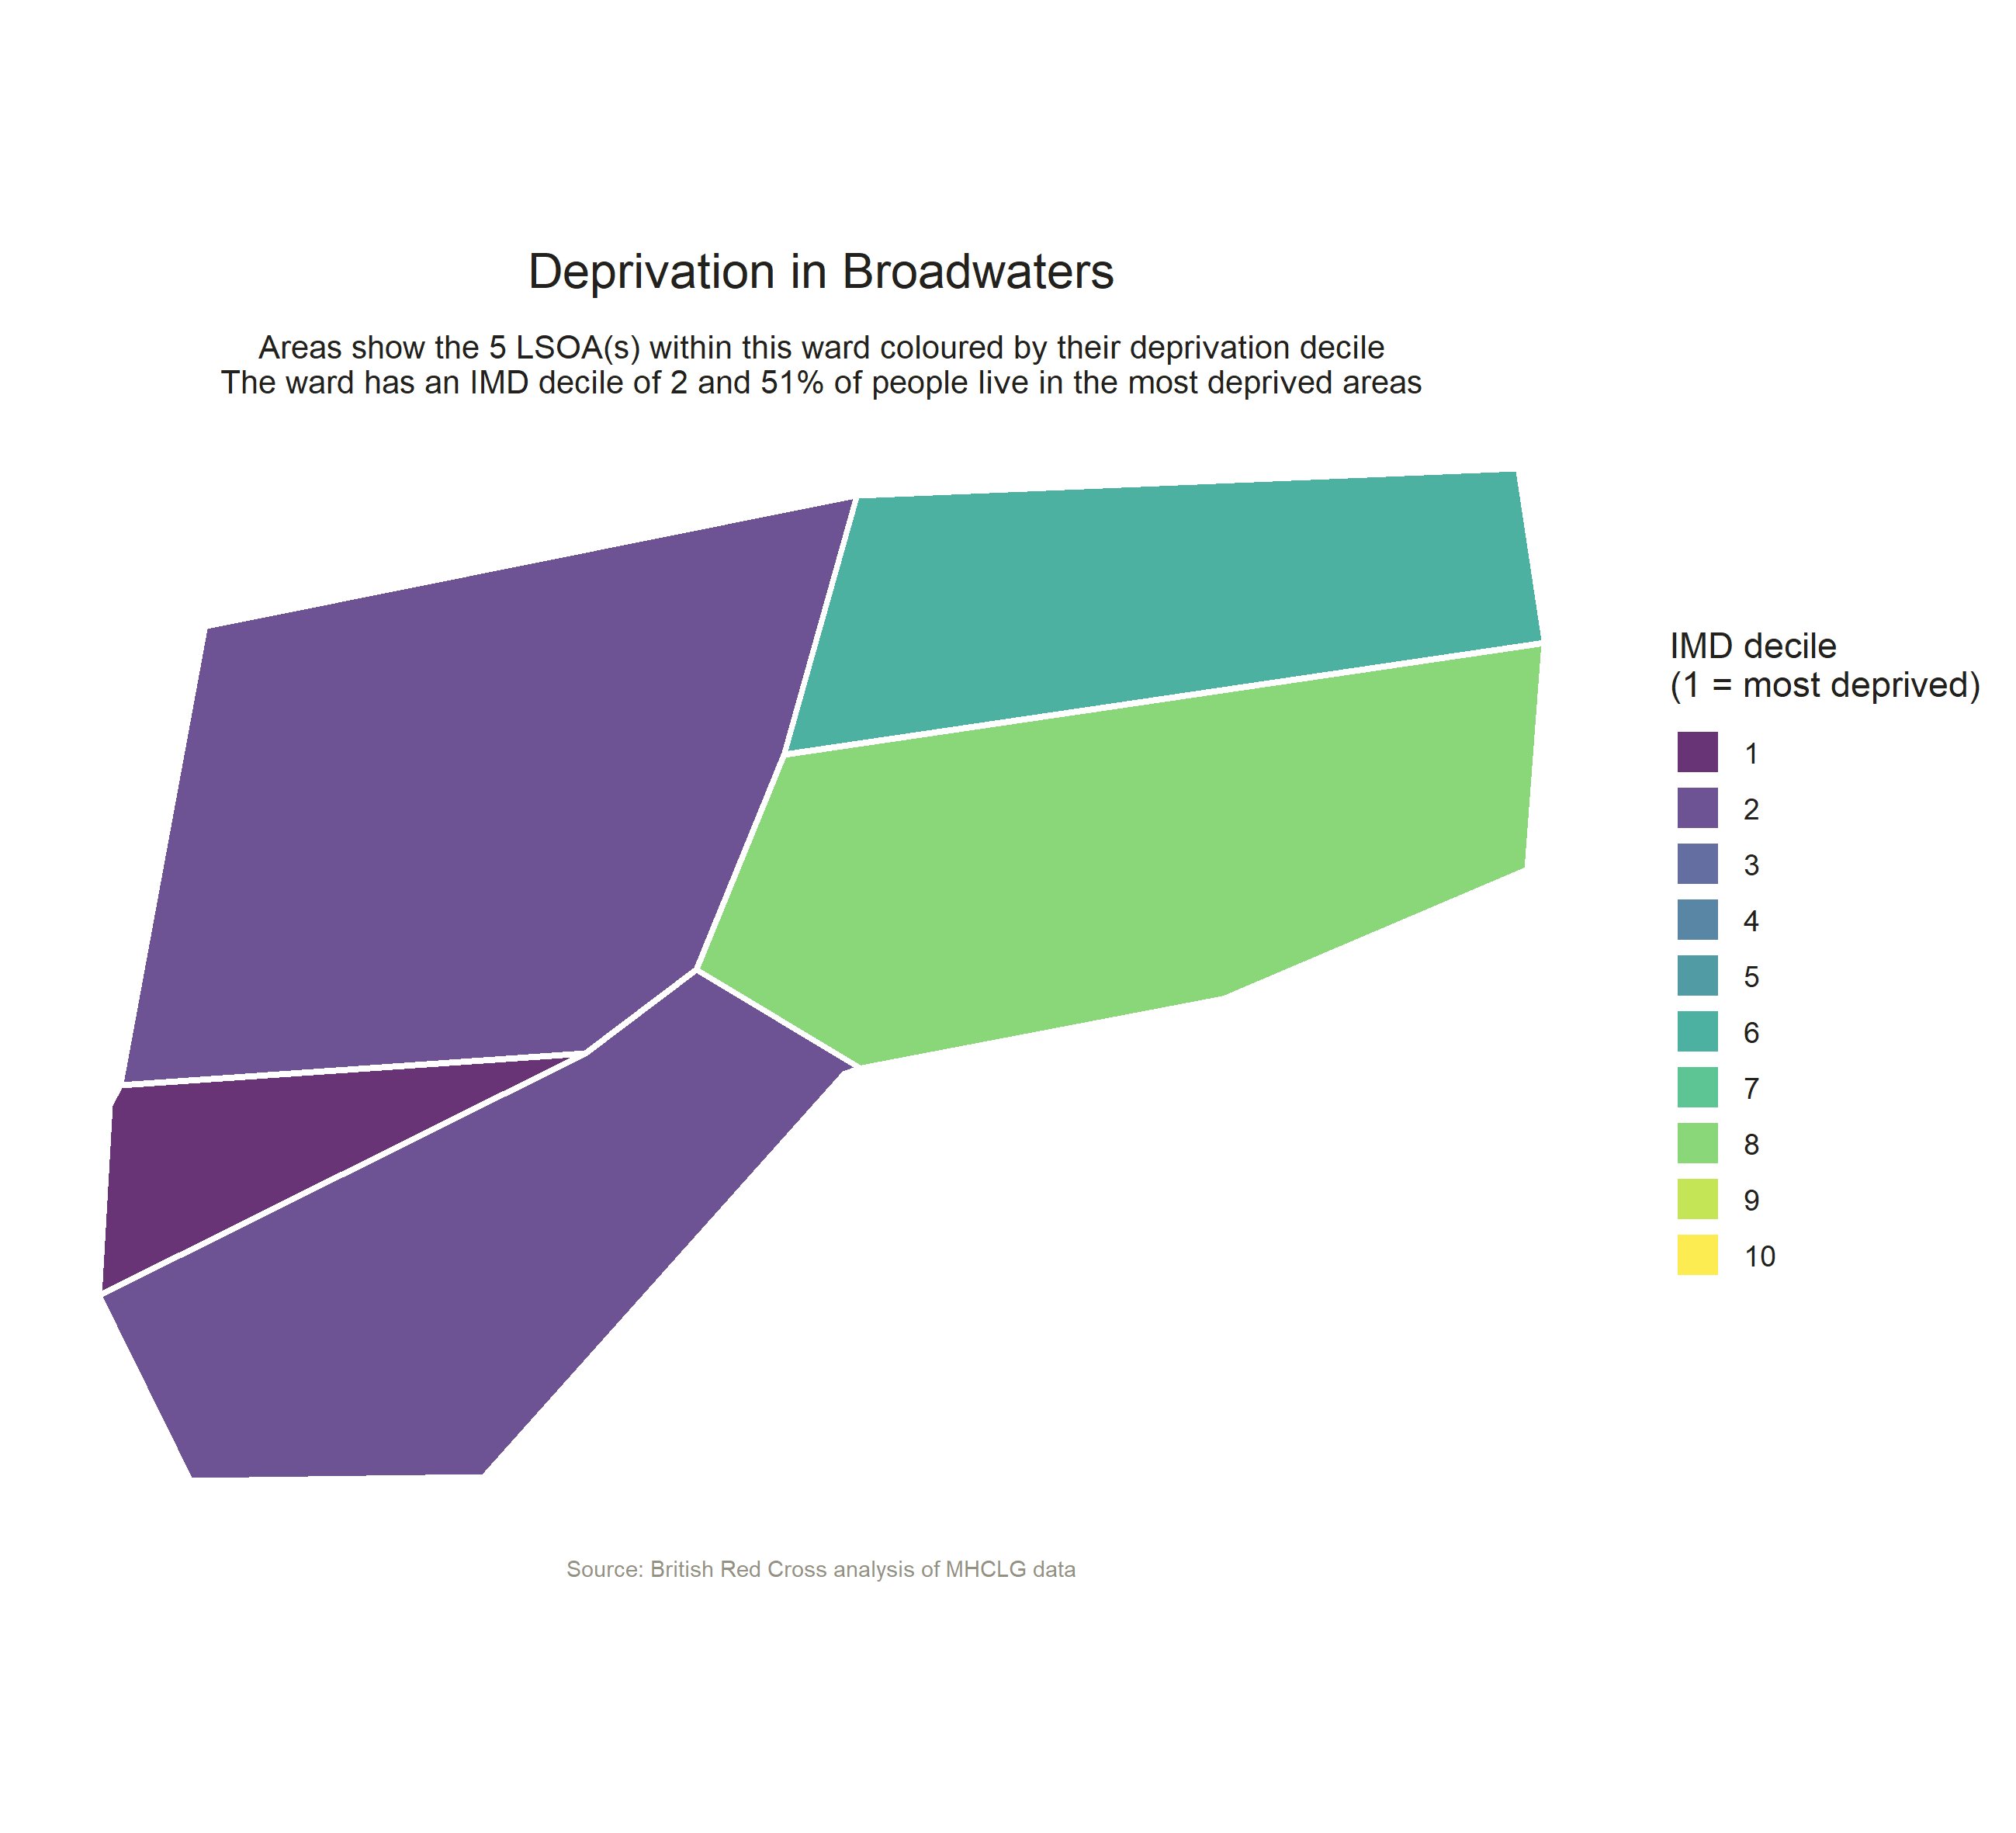 Deprivation in Broadwaters
Areas show the 5 LSOA(s) within this ward coloured by their deprivation decile
The ward has an IMD decile of 2 and 51% of people live in the most deprived areas
IMD decile
(1 = most deprived)
1
2
3
4
5
6
7
8
9
10
Source: British Red Cross analysis of MHCLG data